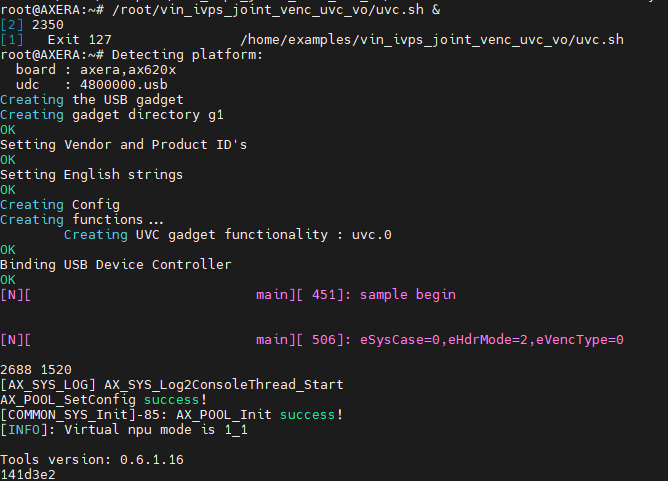 root@AXERA:~# /root/vin_ivps_joint_venc_uvc_vo/uvc.sh &
[2] 2350
[1]   Exit 127                /home/examples/vin_ivps_joint_venc_uvc_vo/uvc.sh
root@AXERA:~# Detecting platform:
  board : axera,ax620x
  udc   : 4800000.usb
Creating the USB gadget
Creating gadget directory g1
OK
Setting Vendor and Product ID's
OK
Setting English strings
OK
Creating Config
Creating functions...
        Creating UVC gadget functionality : uvc.0
OK
Binding USB Device Controller
OK
[N][                            main][ 451]: sample begin
[N][                            main][ 506]: eSysCase=0,eHdrMode=2,eVencType=0
2688 1520
[AX_SYS_LOG] AX_SYS_Log2ConsoleThread_Start
AX_POOL_SetConfig success!
[COMMON_SYS_Init]-85: AX_POOL_Init success!
[INFO]: Virtual npu mode is 1_1
Tools version: 0.6.1.16
141d3e2